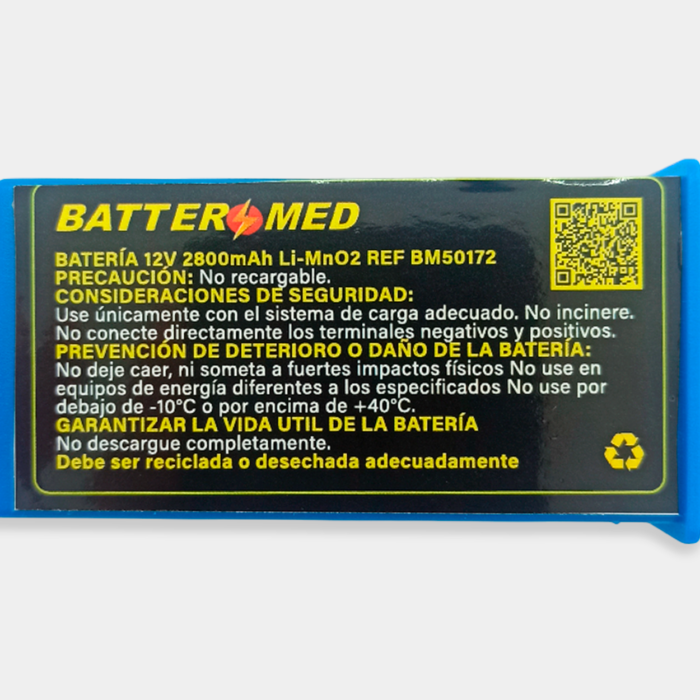 BATTER MED
BATERÍA 12V 2800mAh Li-MnO2 REF BM50172
PRECAUCIÓN: No recargable.
CONSIDERACIONES DE SEGURIDAD:
Use únicamente con el sistema de carga adecuado. No incinere.
No conecte directamente los terminales negativos y positivos.
PREVENCIÓN DE DETERIORO O DAÑO DE LA BATERÍA:
No deje caer, ni someta a fuertes impactos físicos No use en
equipos de energía diferentes a los especificados No use por
debajo de -10°C o por encima de +40°C.
GARANTIZAR LA VIDA UTIL DE LA BATERÍA
No descargue completamente.
Debe ser reciclada o desechada adecuadamente